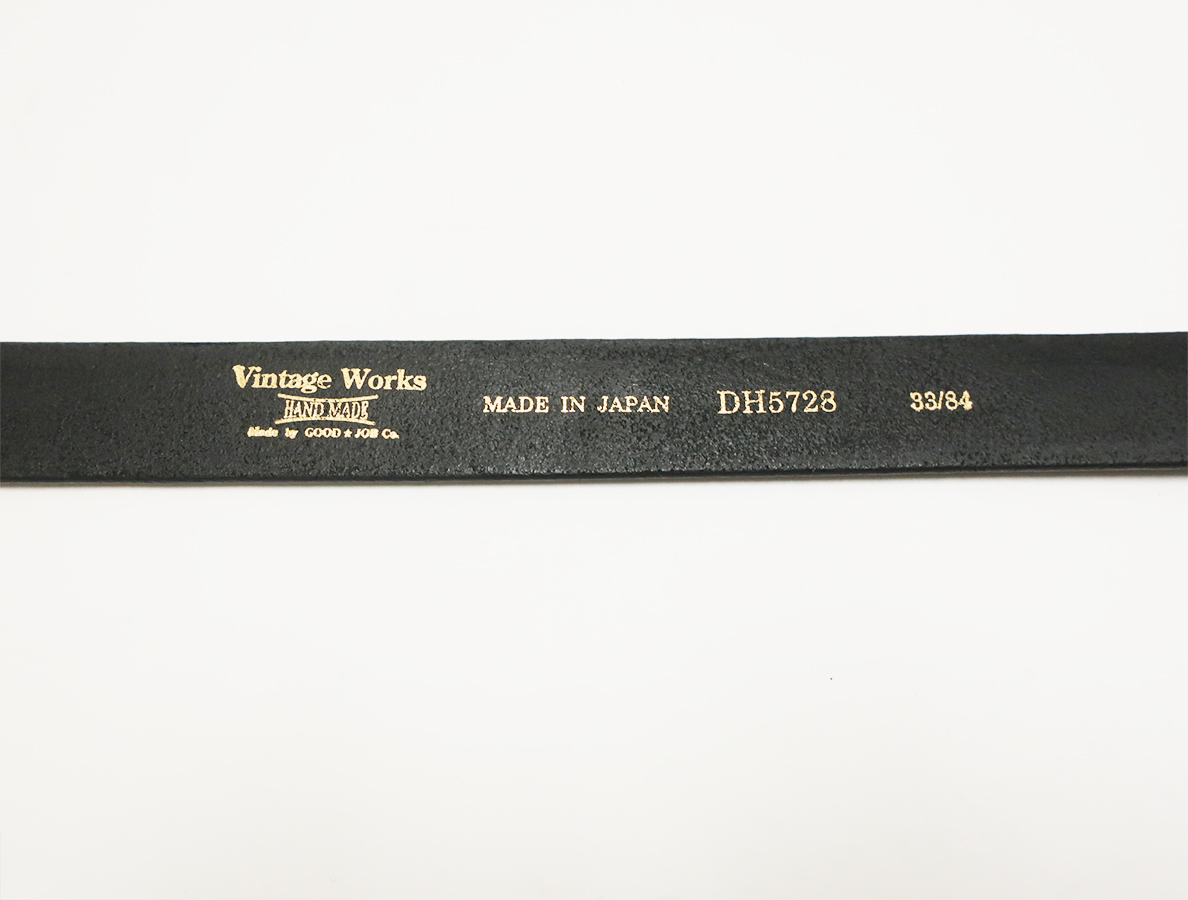 Vintage Works
HAND MADE
Made by GOOD★JOB Co.
MADE IN JAPAN
DH5728
33/84